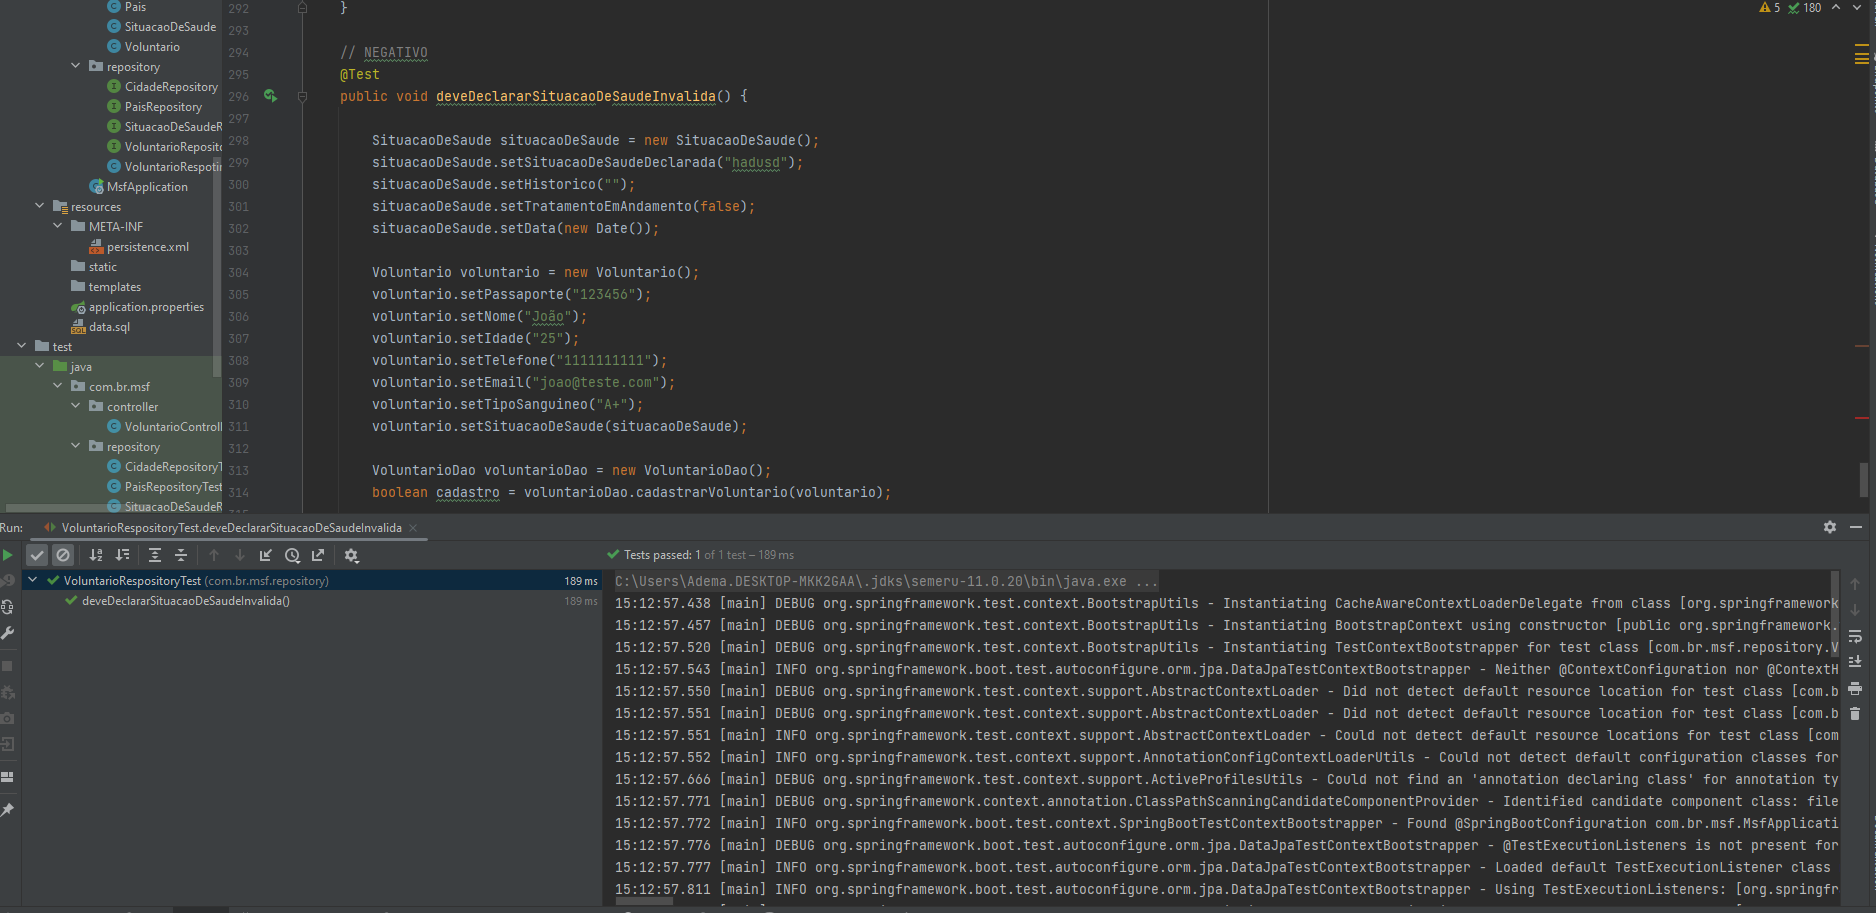 Pais
SituacaoDeSaude
Voluntario
repository
CidadeRepository
PaisRepository
SituacaoDeSaudeR
VoluntarioReposito
VoluntarioRespotir
MsfApplication
resources
META-INF
persistence.xml
static
templates
application.properties
data.sql
test
java
com.br.msf
controller
VoluntarioControll
repository
CidadeRepositoryT
PaisRepositoryTest
SituacaoDeSaudeR
5 180
292 }
293
294 // NEGATIVO
295 @Test
296 public void deveDeclararSituacaoDeSaudeInvalida() {
297
298 SituacaoDeSaude situacaoDeSaude = new SituacaoDeSaude();
299 situacaoDeSaude.setSituacaoDeSaudeDeclarada("hadusd");
300 situacaoDeSaude.setHistorico("");
301 situacaoDeSaude.setTratamentoEmAndamento(false);
302 situacaoDeSaude.setData(new Date());
303
304 Voluntario voluntario = new Voluntario();
305 voluntario.setPassaporte("123456");
306 voluntario.setNome("João");
307 voluntario.setIdade("25");
308 voluntario.setTelefone("1111111111");
309 voluntario.setEmail("joao@teste.com");
310 voluntario.setTipoSanguineo("A+");
311 voluntario.setSituacaoDeSaude(situacaoDeSaude);
312
313 VoluntarioDao voluntarioDao = new VoluntarioDao();
314 boolean cadastro = voluntarioDao.cadastrarVoluntario(voluntario);
Run: VoluntarioRespositoryTest.deveDeclararSituacaoDeSaudeInvalida
Tests passed: 1 of 1 test – 189 ms
VoluntarioRespositoryTest (com.br.msf.repository) 189 ms
deveDeclararSituacaoDeSaudeInvalida() 189 ms
C:\Users\Adema.DESKTOP-MKK2GAA\.jdks\semeru-11.0.20\bin\java.exe ...
15:12:57.438 [main] DEBUG org.springframework.test.context.BootstrapUtils - Instantiating CacheAwareContextLoaderDelegate from class [org.springframework
15:12:57.457 [main] DEBUG org.springframework.test.context.BootstrapUtils - Instantiating BootstrapContext using constructor [public org.springframework.
15:12:57.520 [main] DEBUG org.springframework.test.context.BootstrapUtils - Instantiating TestContextBootstrapper for test class [com.br.msf.repository.V
15:12:57.543 [main] INFO org.springframework.boot.test.autoconfigure.orm.jpa.DataJpaTestContextBootstrapper - Neither @ContextConfiguration nor @ContextH
15:12:57.550 [main] DEBUG org.springframework.test.context.support.AbstractContextLoader - Did not detect default resource location for test class [com.b
15:12:57.551 [main] DEBUG org.springframework.test.context.support.AbstractContextLoader - Did not detect default resource location for test class [com.b
15:12:57.551 [main] INFO org.springframework.test.context.support.AbstractContextLoader - Could not detect default resource locations for test class [com
15:12:57.552 [main] INFO org.springframework.test.context.support.AnnotationConfigContextLoaderUtils - Could not detect default configuration classes for
15:12:57.666 [main] DEBUG org.springframework.test.context.support.ActiveProfilesUtils - Could not find an 'annotation declaring class' for annotation ty
15:12:57.771 [main] DEBUG org.springframework.context.annotation.ClassPathScanningCandidateComponentProvider - Identified candidate component class: file
15:12:57.772 [main] INFO org.springframework.boot.test.context.SpringBootTestContextBootstrapper - Found @SpringBootConfiguration com.br.msf.MsfApplicati
15:12:57.776 [main] DEBUG org.springframework.boot.test.autoconfigure.orm.jpa.DataJpaTestContextBootstrapper - @TestExecutionListeners is not present for
15:12:57.777 [main] INFO org.springframework.boot.test.autoconfigure.orm.jpa.DataJpaTestContextBootstrapper - Loaded default TestExecutionListener class
15:12:57.811 [main] INFO org.springframework.boot.test.autoconfigure.orm.jpa.DataJpaTestContextBootstrapper - Using TestExecutionListeners: [org.springfr